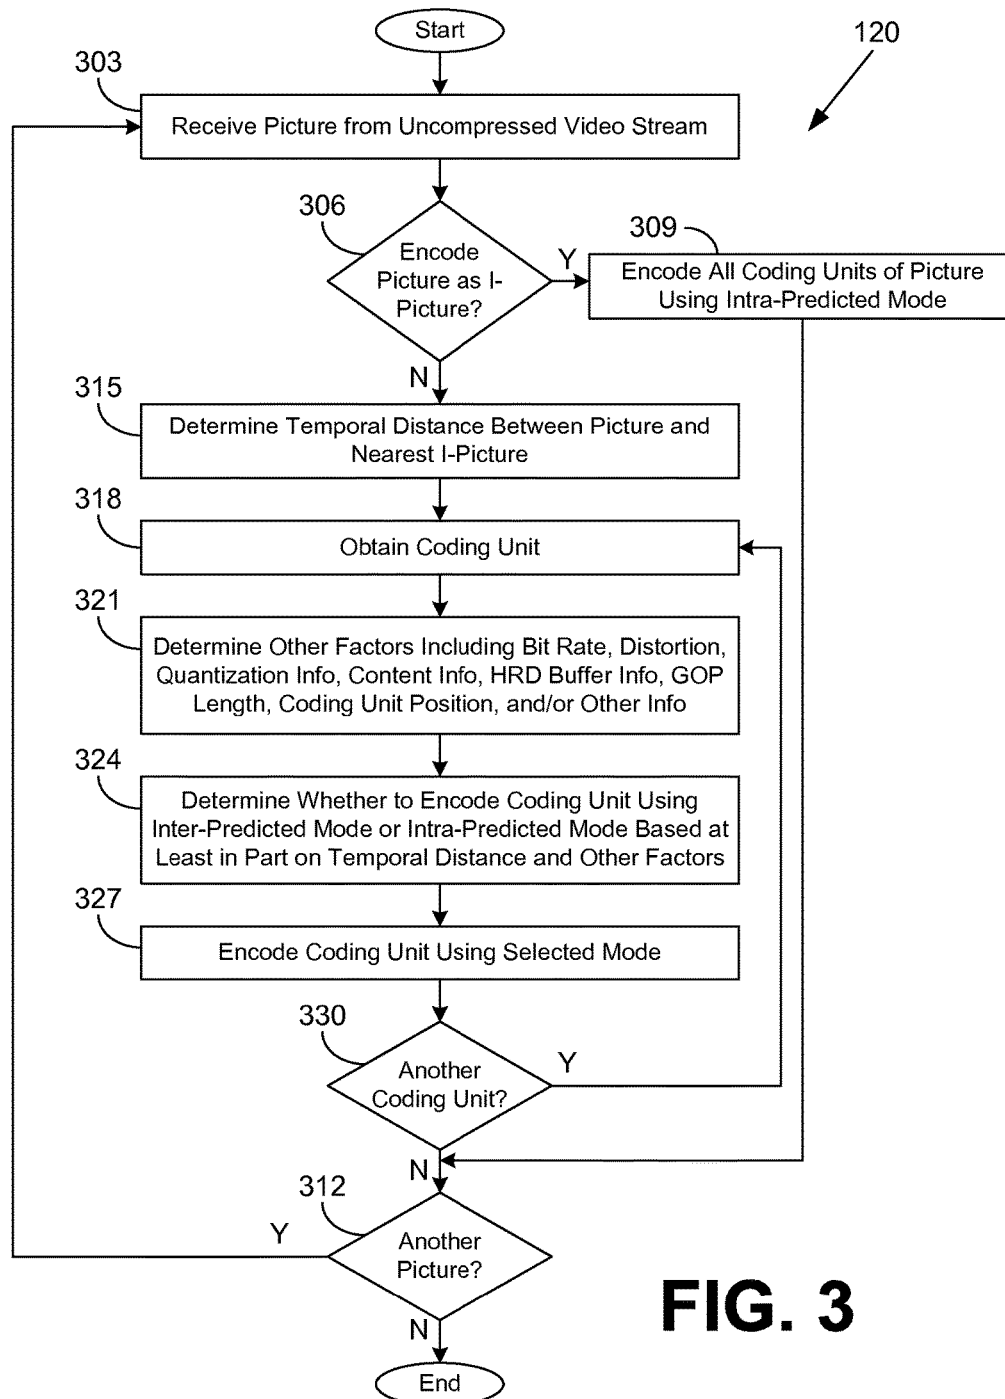 Start
120
303
Receive Picture from Uncompressed Video Stream
306
Encode
Picture as I-
Picture?
Y
309
Encode All Coding Units of Picture
Using Intra-Predicted Mode
N
315
Determine Temporal Distance Between Picture and
Nearest I-Picture
318
Obtain Coding Unit
321
Determine Other Factors Including Bit Rate, Distortion,
Quantization Info, Content Info, HRD Buffer Info, GOP
Length, Coding Unit Position, and/or Other Info
324
Determine Whether to Encode Coding Unit Using
Inter-Predicted Mode or Intra-Predicted Mode Based at
Least in Part on Temporal Distance and Other Factors
327
Encode Coding Unit Using Selected Mode
330
Another
Coding Unit?
Y
N
312
Another
Picture?
Y
N
End
FIG. 3